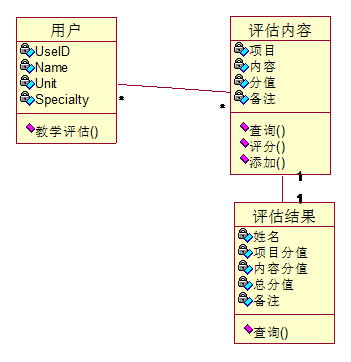 用户
UseID
Name
Unit
Specialty
教学评估()
*
*
评估内容
项目
内容
分值
备注
查询()
评分()
添加()
1
1
评估结果
姓名
项目分值
内容分值
总分值
备注
查询()